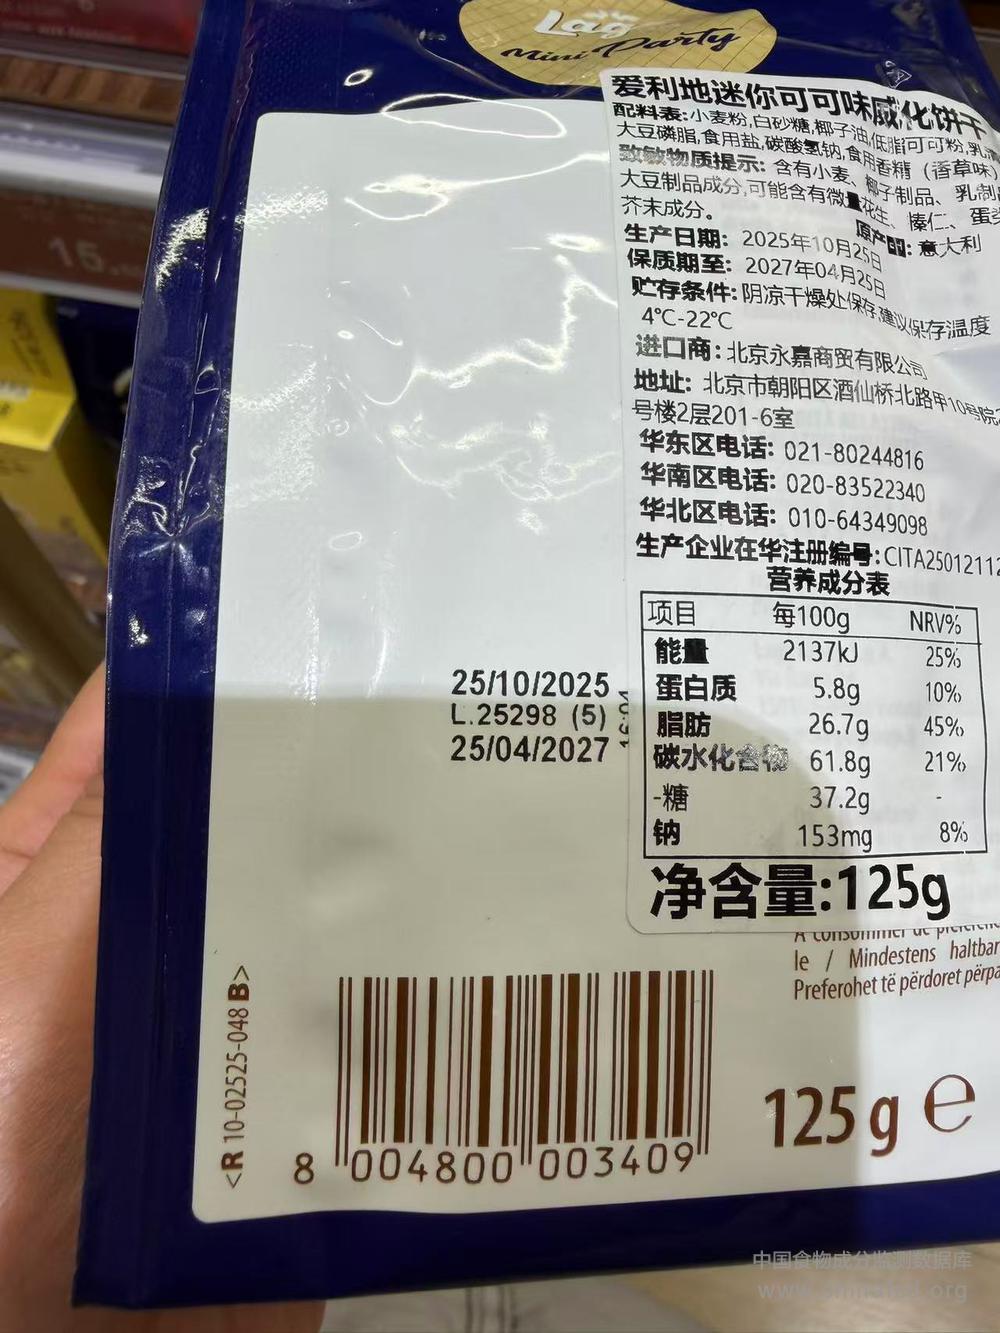 Lag
Mini Party
爱利地迷你可可味威化饼干
配料表:小麦粉,白砂糖,椰子油,低脂可可粉,乳清
大豆磷脂,食用盐,碳酸氢钠,食用香精（香草味）
致敏物质提示: 含有小麦、椰子制品、乳制品
大豆制品成分,可能含有微量花生、榛仁、蛋类
芥末成分。
生产日期: 2025年10月25日 原产国: 意大利
保质期至: 2027年04月25日
贮存条件: 阴凉干燥处保存,建议保存温度
4℃-22℃
进口商: 北京永嘉商贸有限公司
地址: 北京市朝阳区酒仙桥北路甲10号院
号楼2层201-6室
华东区电话: 021-80244816
华南区电话: 020-83522340
华北区电话: 010-64349098
生产企业在华注册编号:CITA25012112
营养成分表
项目 每100g NRV%
能量 2137kJ 25%
蛋白质 5.8g 10%
脂肪 26.7g 45%
碳水化合物 61.8g 21%
-糖 37.2g -
钠 153mg 8%
净含量:125g
25/10/2025
L.25298 (5) 16:04
25/04/2027
A consommer de préféren
le / Mindestens haltbar
Preferohet të përdoret përpa
<R 10-02525-048 B>
125 g e
8 004800 003409
15.
中国食物成分监测数据库